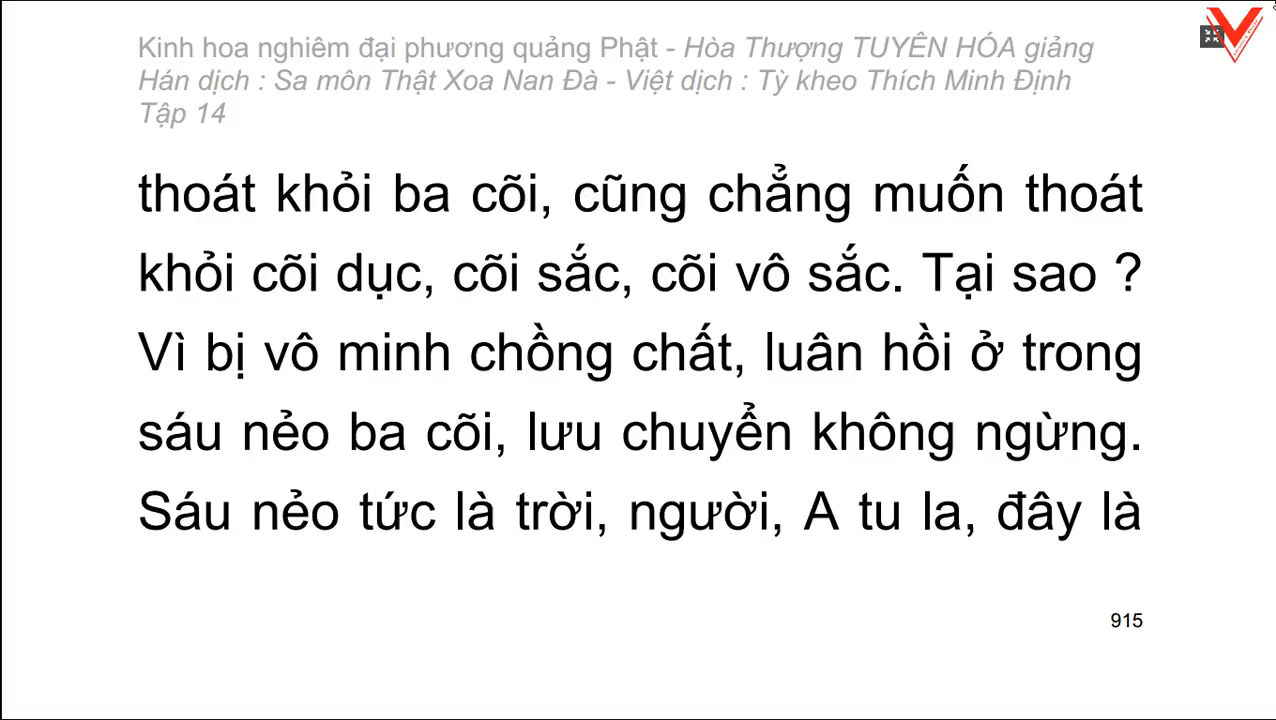 Kinh hoa nghiêm đại phương quảng Phật - Hòa Thượng TUYÊN HÓA giảng
Hán dịch : Sa môn Thật Xoa Nan Đà - Việt dịch : Tỳ kheo Thích Minh Định
Tập 14
thoát khỏi ba cõi, cũng chẳng muốn thoát
khỏi cõi dục, cõi sắc, cõi vô sắc. Tại sao ?
Vì bị vô minh chồng chất, luân hồi ở trong
sáu nẻo ba cõi, lưu chuyển không ngừng.
Sáu nẻo tức là trời, người, A tu la, đây là
915